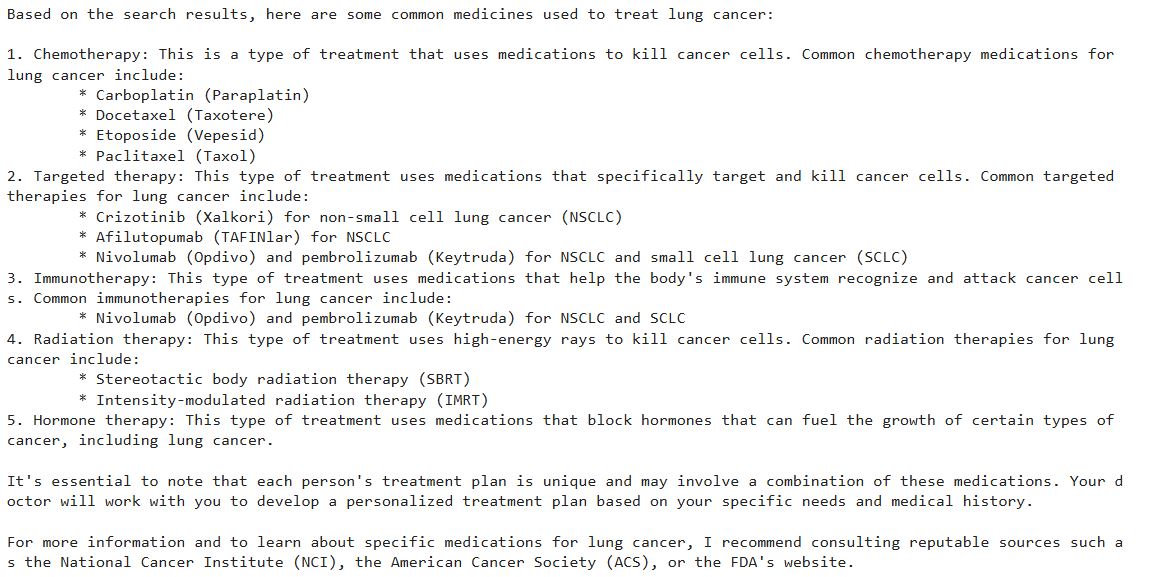 Based on the search results, here are some common medicines used to treat lung cancer:

1. Chemotherapy: This is a type of treatment that uses medications to kill cancer cells. Common chemotherapy medications for
lung cancer include:
        * Carboplatin (Paraplatin)
        * Docetaxel (Taxotere)
        * Etoposide (Vepesid)
        * Paclitaxel (Taxol)
2. Targeted therapy: This type of treatment uses medications that specifically target and kill cancer cells. Common targeted
therapies for lung cancer include:
        * Crizotinib (Xalkori) for non-small cell lung cancer (NSCLC)
        * Afilutopumab (TAFINlar) for NSCLC
        * Nivolumab (Opdivo) and pembrolizumab (Keytruda) for NSCLC and small cell lung cancer (SCLC)
3. Immunotherapy: This type of treatment uses medications that help the body's immune system recognize and attack cancer cell
s. Common immunotherapies for lung cancer include:
        * Nivolumab (Opdivo) and pembrolizumab (Keytruda) for NSCLC and SCLC
4. Radiation therapy: This type of treatment uses high-energy rays to kill cancer cells. Common radiation therapies for lung
cancer include:
        * Stereotactic body radiation therapy (SBRT)
        * Intensity-modulated radiation therapy (IMRT)
5. Hormone therapy: This type of treatment uses medications that block hormones that can fuel the growth of certain types of
cancer, including lung cancer.

It's essential to note that each person's treatment plan is unique and may involve a combination of these medications. Your d
octor will work with you to develop a personalized treatment plan based on your specific needs and medical history.

For more information and to learn about specific medications for lung cancer, I recommend consulting reputable sources such a
s the National Cancer Institute (NCI), the American Cancer Society (ACS), or the FDA's website.